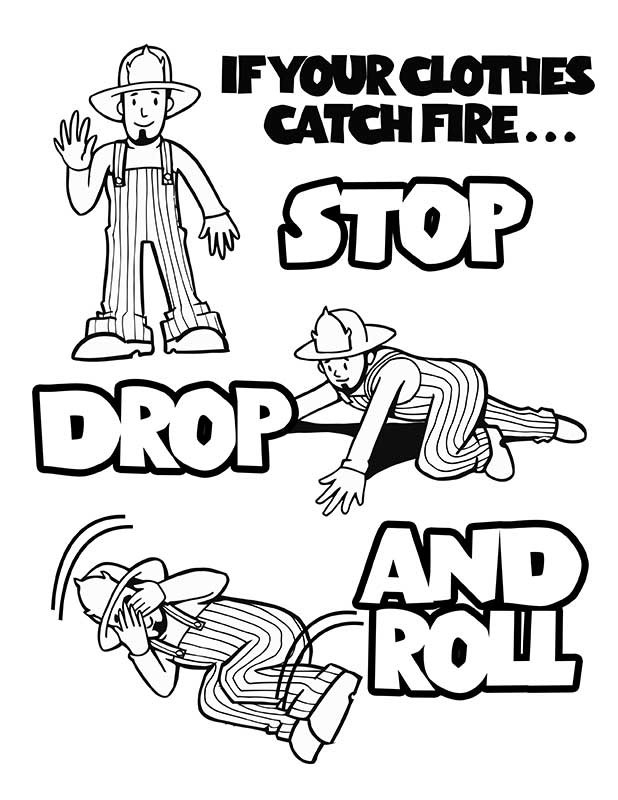 IF YOUR CLOTHES
CATCH FIRE...
STOP
DROP
AND
ROLL